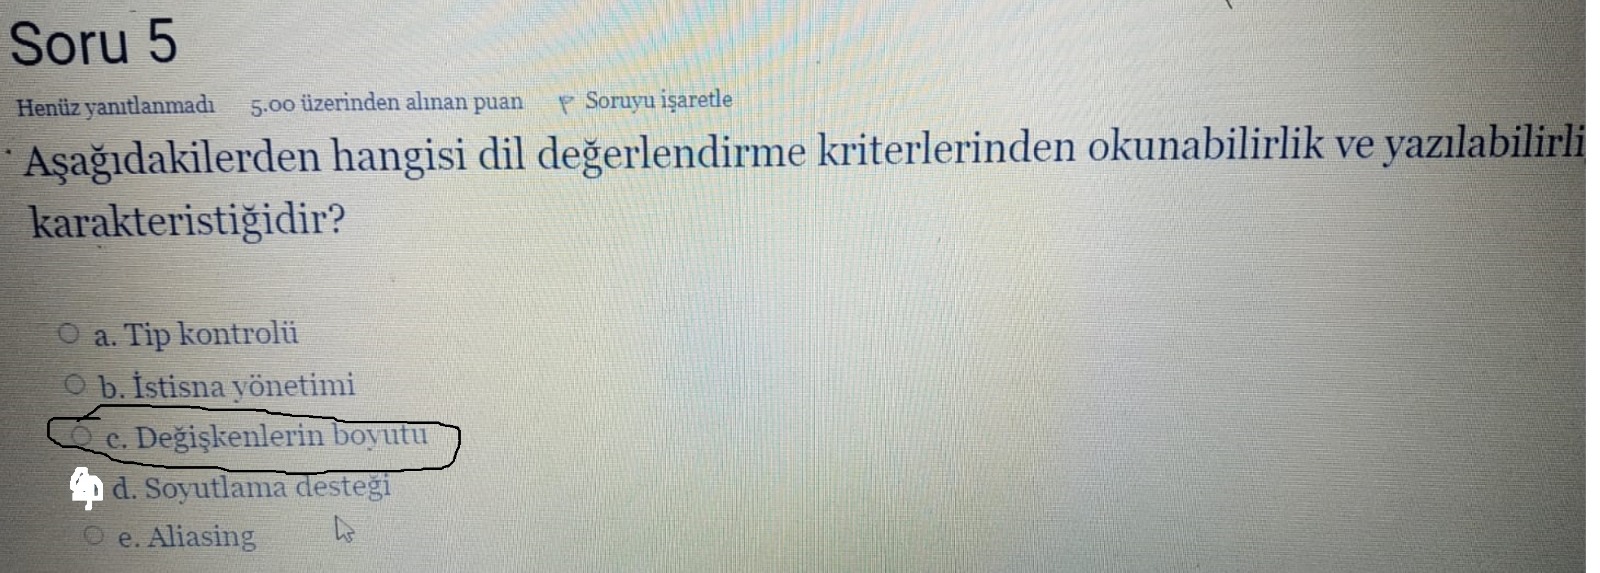 Soru 5
Henüz yanıtlanmadı 5.00 üzerinden alınan puan Soruyu işaretle
Aşağıdakilerden hangisi dil değerlendirme kriterlerinden okunabilirlik ve yazılabilirli
karakteristiğidir?
a. Tip kontrolü
b. İstisna yönetimi
c. Değişkenlerin boyutu
d. Soyutlama desteği
e. Aliasing